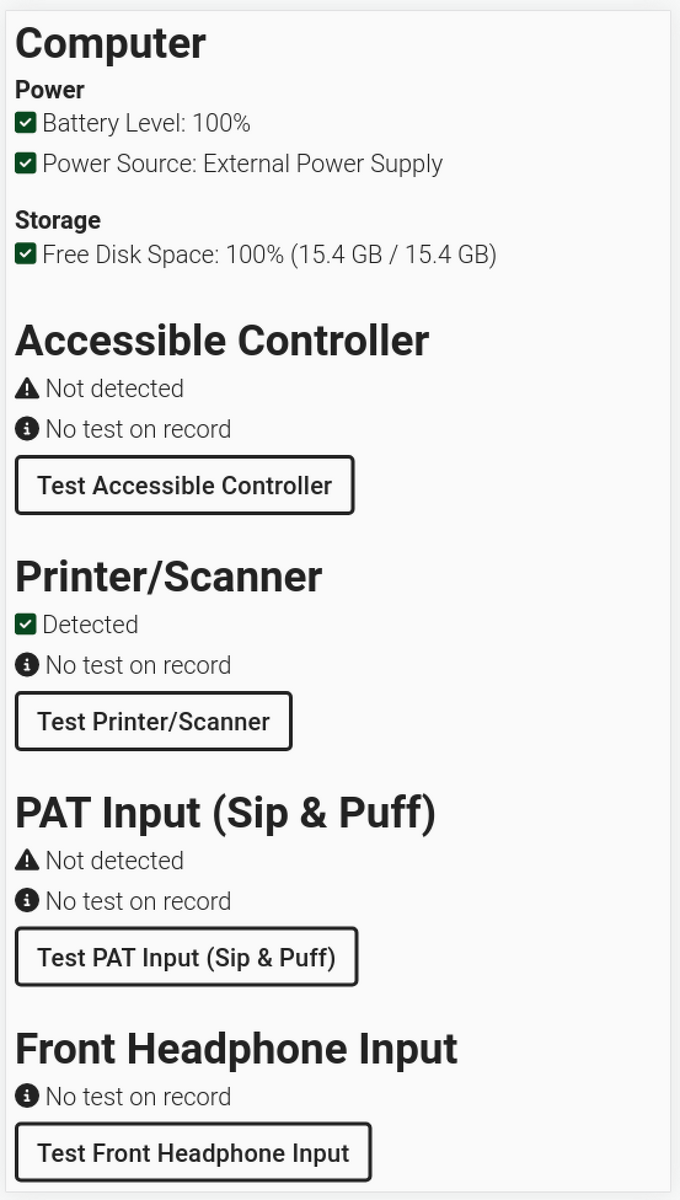 Computer
Power
Battery Level: 100%
Power Source: External Power Supply
Storage
Free Disk Space: 100% (15.4 GB / 15.4 GB)
Accessible Controller
Not detected
No test on record
Test Accessible Controller
Printer/Scanner
Detected
No test on record
Test Printer/Scanner
PAT Input (Sip & Puff)
Not detected
No test on record
Test PAT Input (Sip & Puff)
Front Headphone Input
No test on record
Test Front Headphone Input